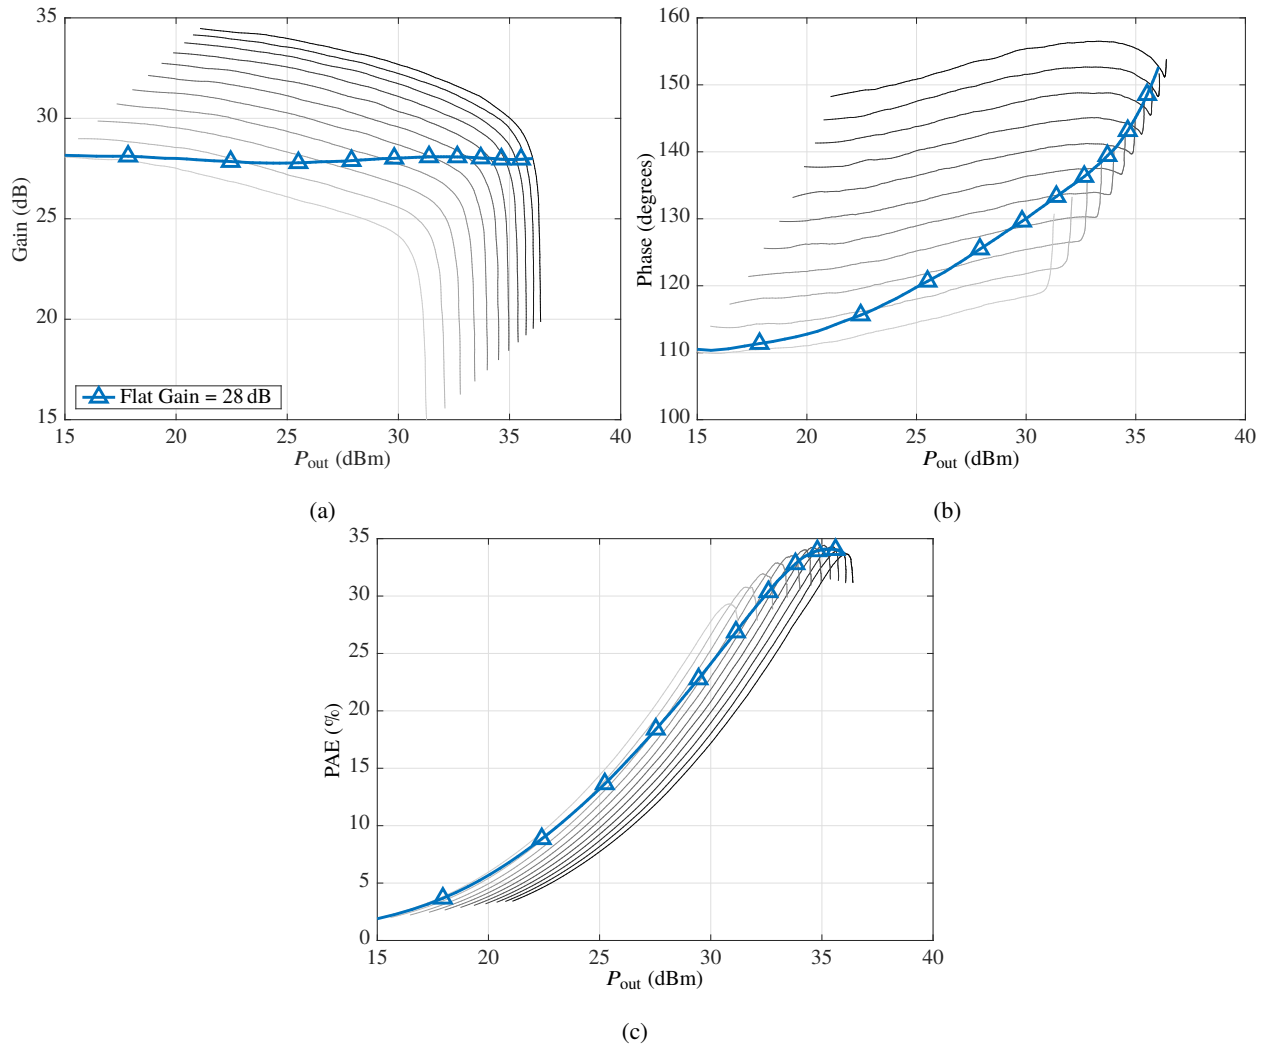 35
30
25
20
15
Gain (dB)
Flat Gain = 28 dB
15 20 25 30 35 40
Pout (dBm)
(a)
160
150
140
130
120
110
100
Phase (degrees)
15 20 25 30 35 40
Pout (dBm)
(b)
35
30
25
20
15
10
5
0
PAE (%)
15 20 25 30 35 40
Pout (dBm)
(c)